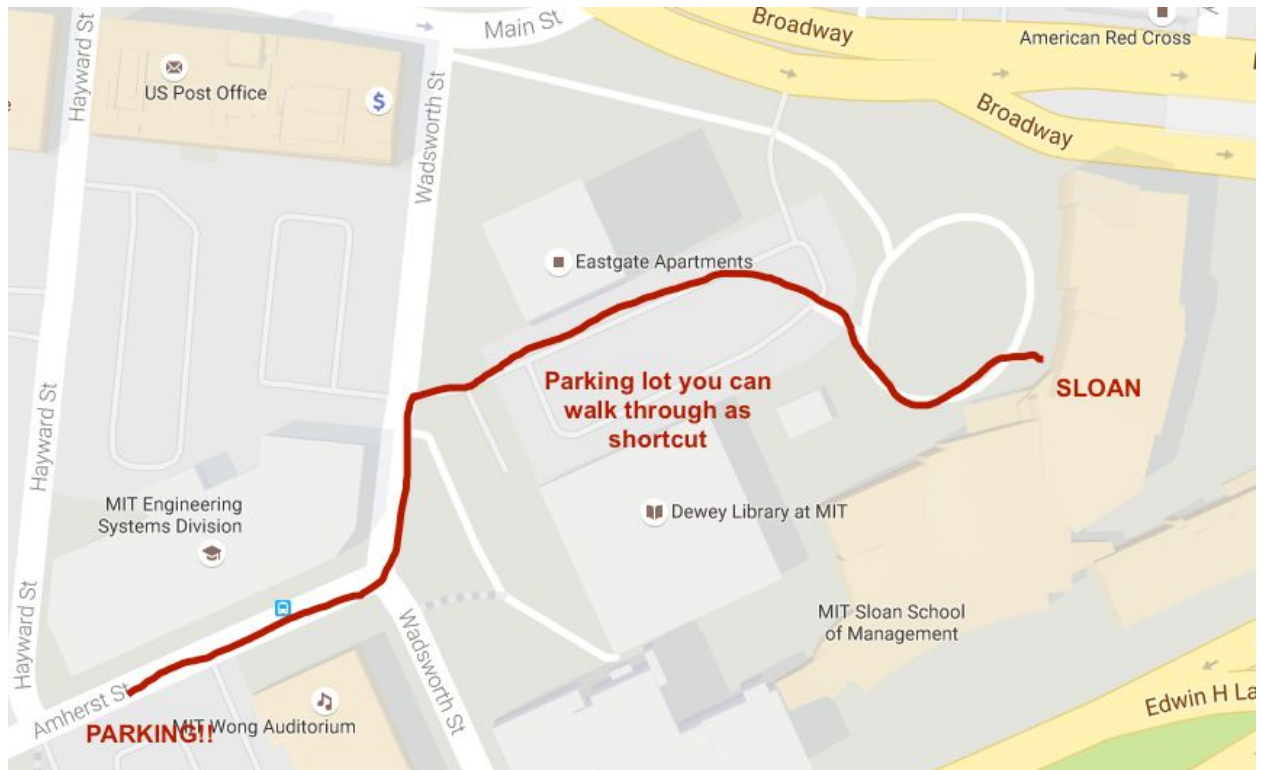 Main St
Broadway
American Red Cross
Hayward St
US Post Office
$
Wadsworth St
Broadway
Eastgate Apartments
Parking lot you can
walk through as
shortcut
SLOAN
Hayward St
MIT Engineering
Systems Division
Dewey Library at MIT
Hayward St
MIT Sloan School
of Management
Wadsworth St
Amherst St
PARKING!!
MIT Wong Auditorium
Edwin H La